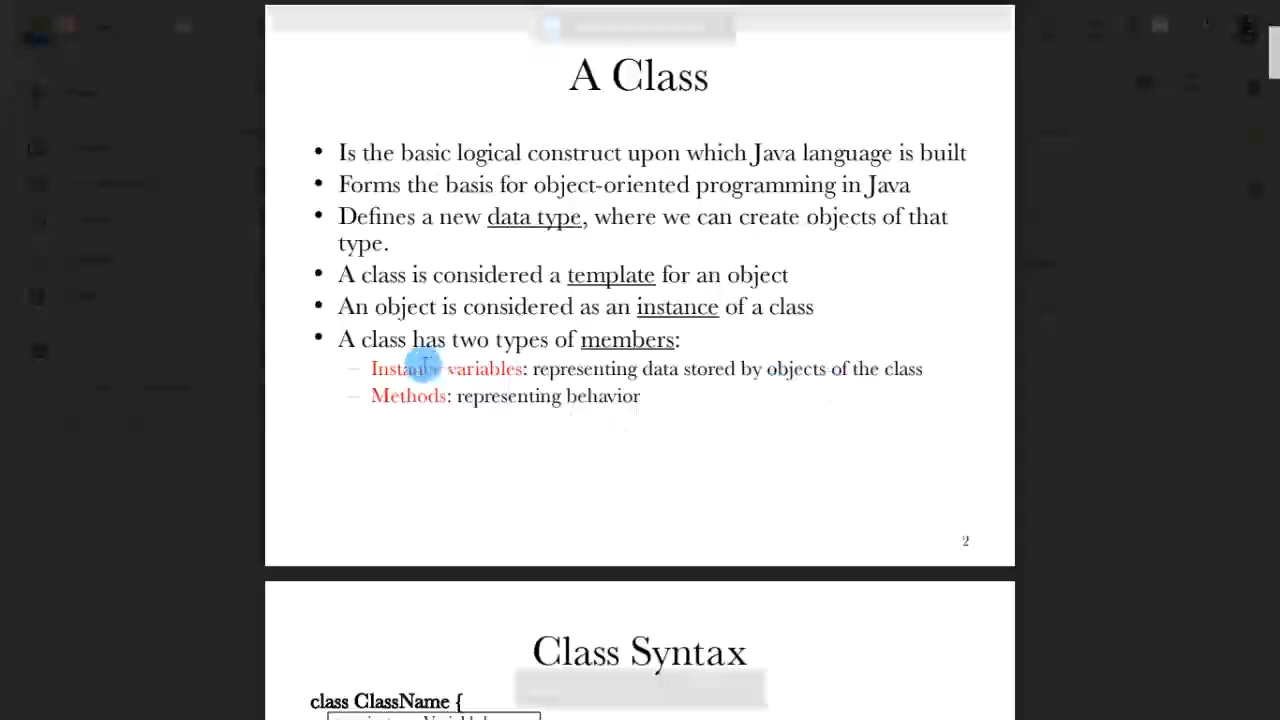 A Class
• Is the basic logical construct upon which Java language is built
• Forms the basis for object-oriented programming in Java
• Defines a new data type, where we can create objects of that
type.
• A class is considered a template for an object
• An object is considered as an instance of a class
• A class has two types of members:
– Instance variables: representing data stored by objects of the class
– Methods: representing behavior
2
Class Syntax
class ClassName {